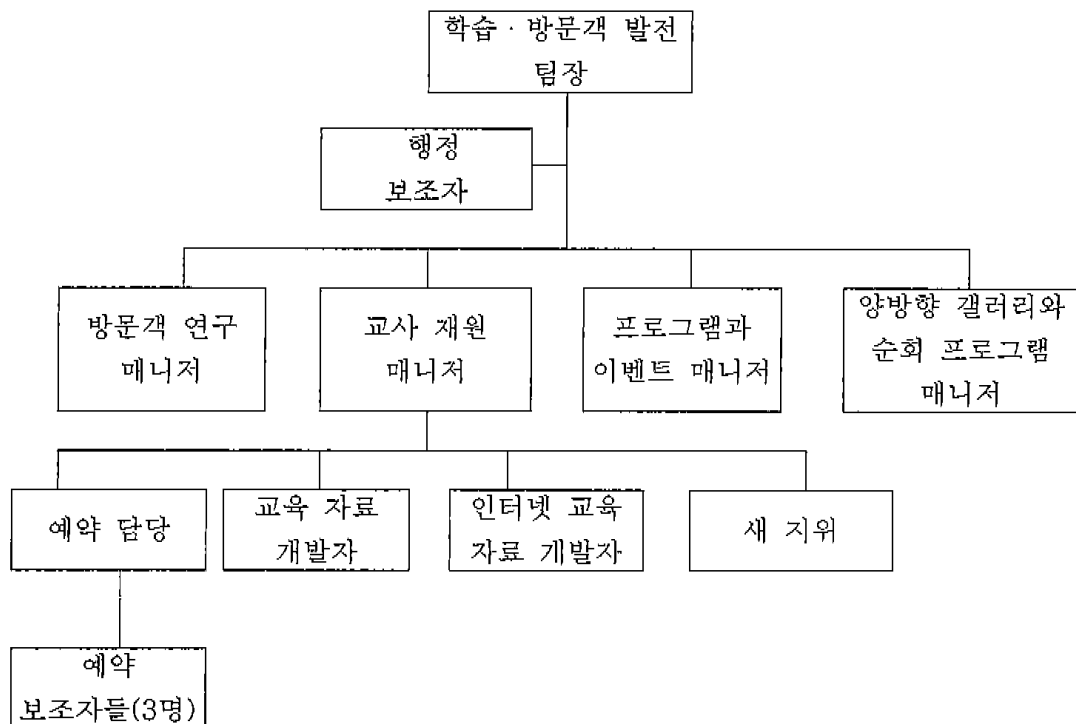 학습 · 방문객 발전
팀장
행정
보조자
방문객 연구
매니저
교사 재원
매니저
프로그램과
이벤트 매니저
양방향 갤러리와
순회 프로그램
매니저
예약 담당
교육 자료
개발자
인터넷 교육
자료 개발자
새 지위
예약
보조자들(3명)